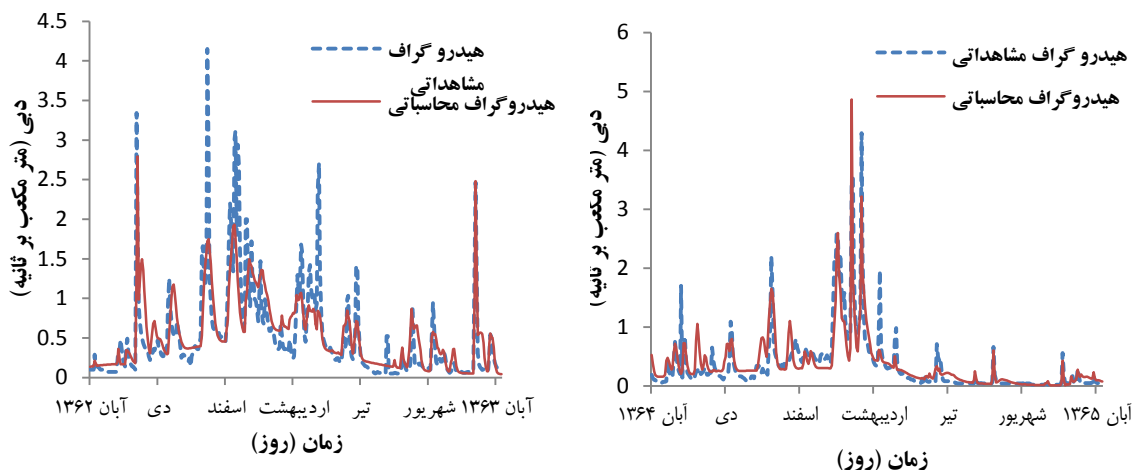 4.5
4
3.5
3
2.5
2
1.5
1
0.5
0
دبی (متر مکعب بر ثانیه)
هیدرو گراف
مشاهداتی
هیدروگراف محاسباتی
آبان ۱۳۶۲
دی
اسفند
اردیبهشت
تیر
شهریور
آبان ۱۳۶۳
زمان (روز)
6
5
4
3
2
1
0
دبی (متر مکعب بر ثانیه)
هیدرو گراف مشاهداتی
هیدروگراف محاسباتی
آبان ۱۳۶۴
دی
اسفند
اردیبهشت
تیر
شهریور
آبان ۱۳۶۵
زمان (روز)